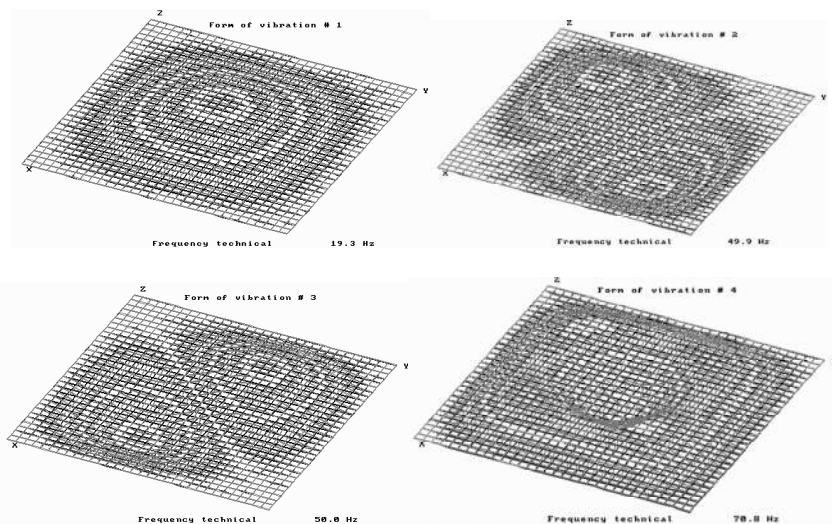 Z
Form of vibration # 1
Y
X
Frequency technical 19.3 Hz
Z
Form of vibration # 2
Y
X
Frequency technical 49.9 Hz
Z
Form of vibration # 3
Y
X
Frequency technical 50.0 Hz
Z
Form of vibration # 4
X
Frequency technical 70.8 Hz